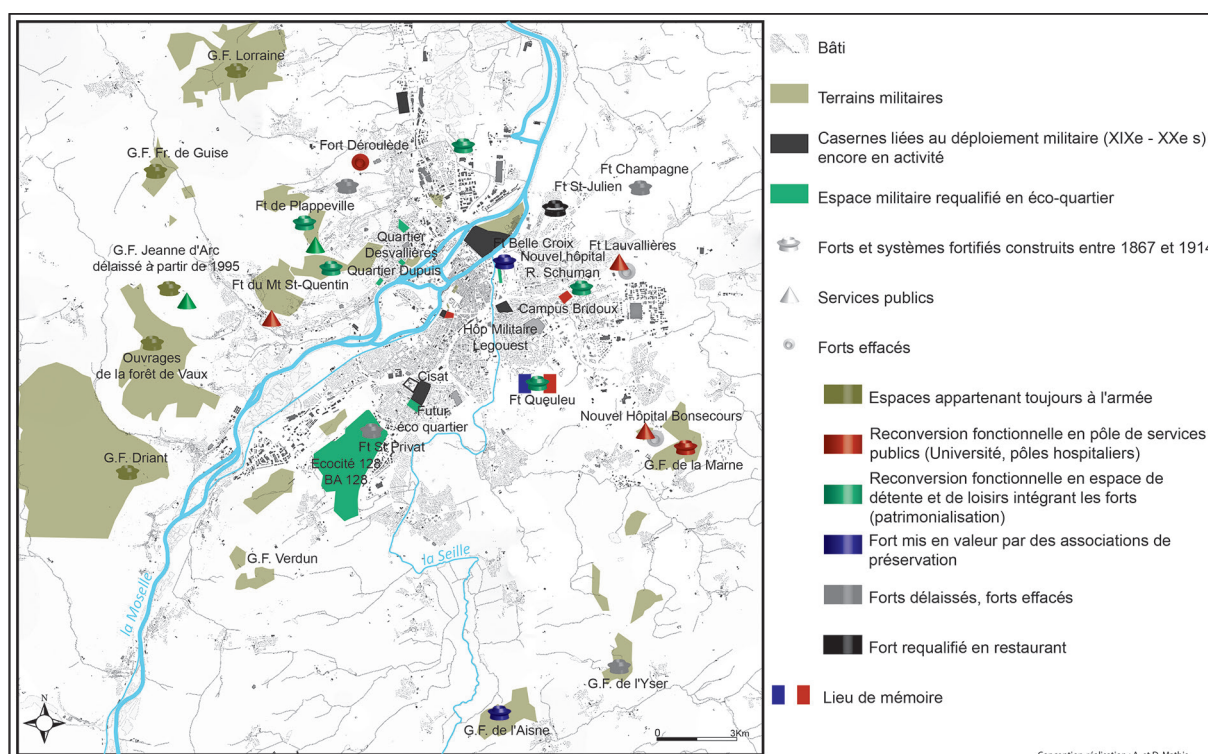 G.F. Lorraine
G.F. Fr. de Guise
Fort Déroulède
Ft Champagne
Ft St-Julien
Ft de Plappeville
G.F. Jeanne d'Arc
délaissé à partir de 1995
Quartier
Desvallières
Quartier Dupuis
Ft du Mt St-Quentin
Ft Belle Croix
Nouvel hôpital
R. Schuman
Ft Lauvallières
Campus Bridoux
Hôp Militaire
Legouest
Ouvrages
de la forêt de Vaux
Cisat
Futur
éco quartier
Ft Queuleu
Nouvel Hôpital Bonsecours
Ft St Privat
Ecocité 128
BA 128
G.F. de la Marne
G.F. Driant
G.F. Verdun
la Seille
la Moselle
G.F. de l'Yser
G.F. de l'Aisne
N
0 3Km
Bâti
Terrains militaires
Casernes liées au déploiement militaire (XIXe - XXe s)
encore en activité
Espace militaire requalifié en éco-quartier
Forts et systèmes fortifiés construits entre 1867 et 1914
Services publics
Forts effacés
Espaces appartenant toujours à l'armée
Reconversion fonctionnelle en pôle de services
publics (Université, pôles hospitaliers)
Reconversion fonctionnelle en espace de
détente et de loisirs intégrant les forts
(patrimonialisation)
Fort mis en valeur par des associations de
préservation
Forts délaissés, forts effacés
Fort requalifié en restaurant
Lieu de mémoire